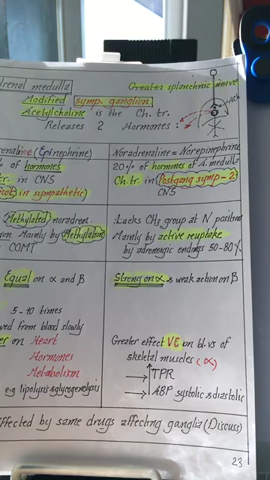 drenal medulla
Greater splanchnic nerve
Modified symp. ganglion
Ach
Acetylcholine is the Ch. tr.
Releases 2 Hormones :
renaline (Epinephrine)
Noradrenaline = Norepinephrine
% of hormones
20% of hormones of a. medulla
tr. in CNS
Ch. tr in (Postgang symp - 2)
not in sympathetic)
CNS
(Methylated) noradren.
Lacks CH3 group at N position
Mainly by Methylation
Mainly by active reuptake
COMT
by adrenergic endings 50-80%
Equal on α and β
Strong on α & weak action on β
5-10 times
ved from blood slowly
er on Heart
Greater effect VC on bl.vs of
Hormones
skeletal muscles (α)
Metabolism
→ ↑TPR
e.g lipolysis & glycogenolysis
→ ABP systolic & diastolic
ffected by same drugs affecting ganglia (Discuss)
23